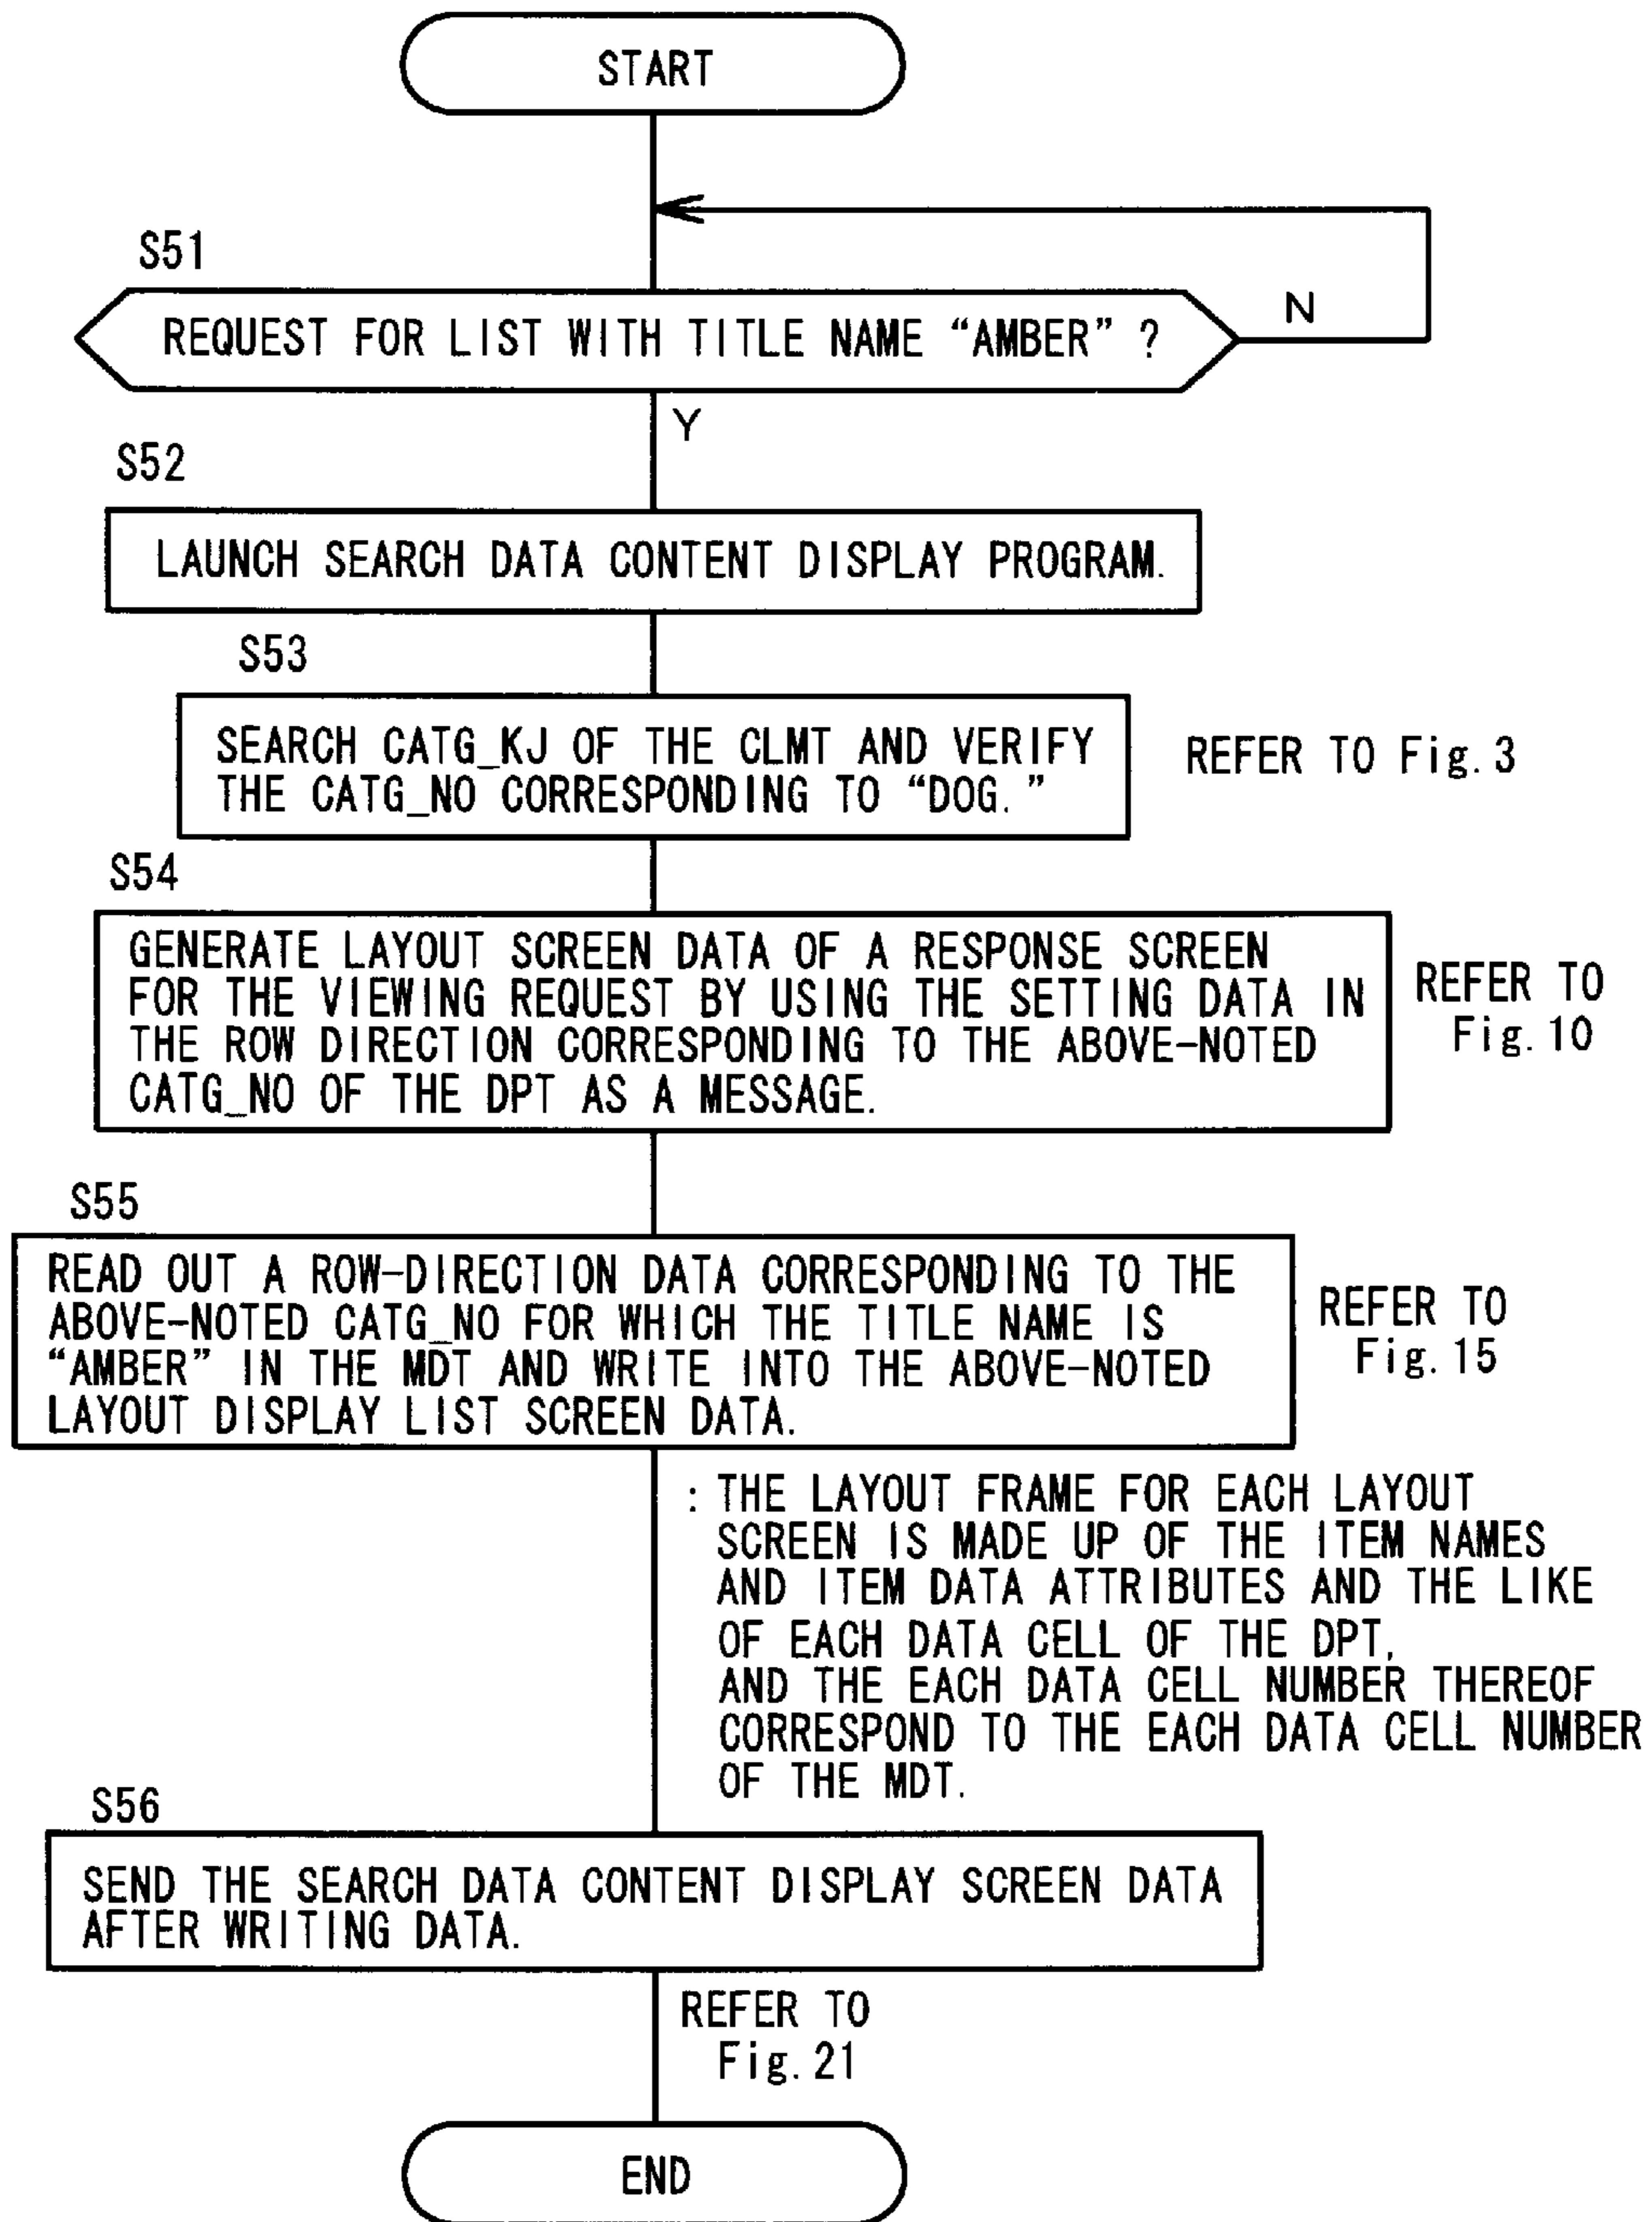 START
S51
REQUEST FOR LIST WITH TITLE NAME “AMBER” ?
N
Y
S52
LAUNCH SEARCH DATA CONTENT DISPLAY PROGRAM.
S53
SEARCH CATG_KJ OF THE CLMT AND VERIFY
THE CATG_NO CORRESPONDING TO “DOG.”
REFER TO Fig. 3
S54
GENERATE LAYOUT SCREEN DATA OF A RESPONSE SCREEN
FOR THE VIEWING REQUEST BY USING THE SETTING DATA IN
THE ROW DIRECTION CORRESPONDING TO THE ABOVE-NOTED
CATG_NO OF THE DPT AS A MESSAGE.
REFER TO
Fig. 10
S55
READ OUT A ROW-DIRECTION DATA CORRESPONDING TO THE
ABOVE-NOTED CATG_NO FOR WHICH THE TITLE NAME IS
“AMBER” IN THE MDT AND WRITE INTO THE ABOVE-NOTED
LAYOUT DISPLAY LIST SCREEN DATA.
REFER TO
Fig. 15
: THE LAYOUT FRAME FOR EACH LAYOUT
SCREEN IS MADE UP OF THE ITEM NAMES
AND ITEM DATA ATTRIBUTES AND THE LIKE
OF EACH DATA CELL OF THE DPT,
AND THE EACH DATA CELL NUMBER THEREOF
CORRESPOND TO THE EACH DATA CELL NUMBER
OF THE MDT.
S56
SEND THE SEARCH DATA CONTENT DISPLAY SCREEN DATA
AFTER WRITING DATA.
REFER TO
Fig. 21
END